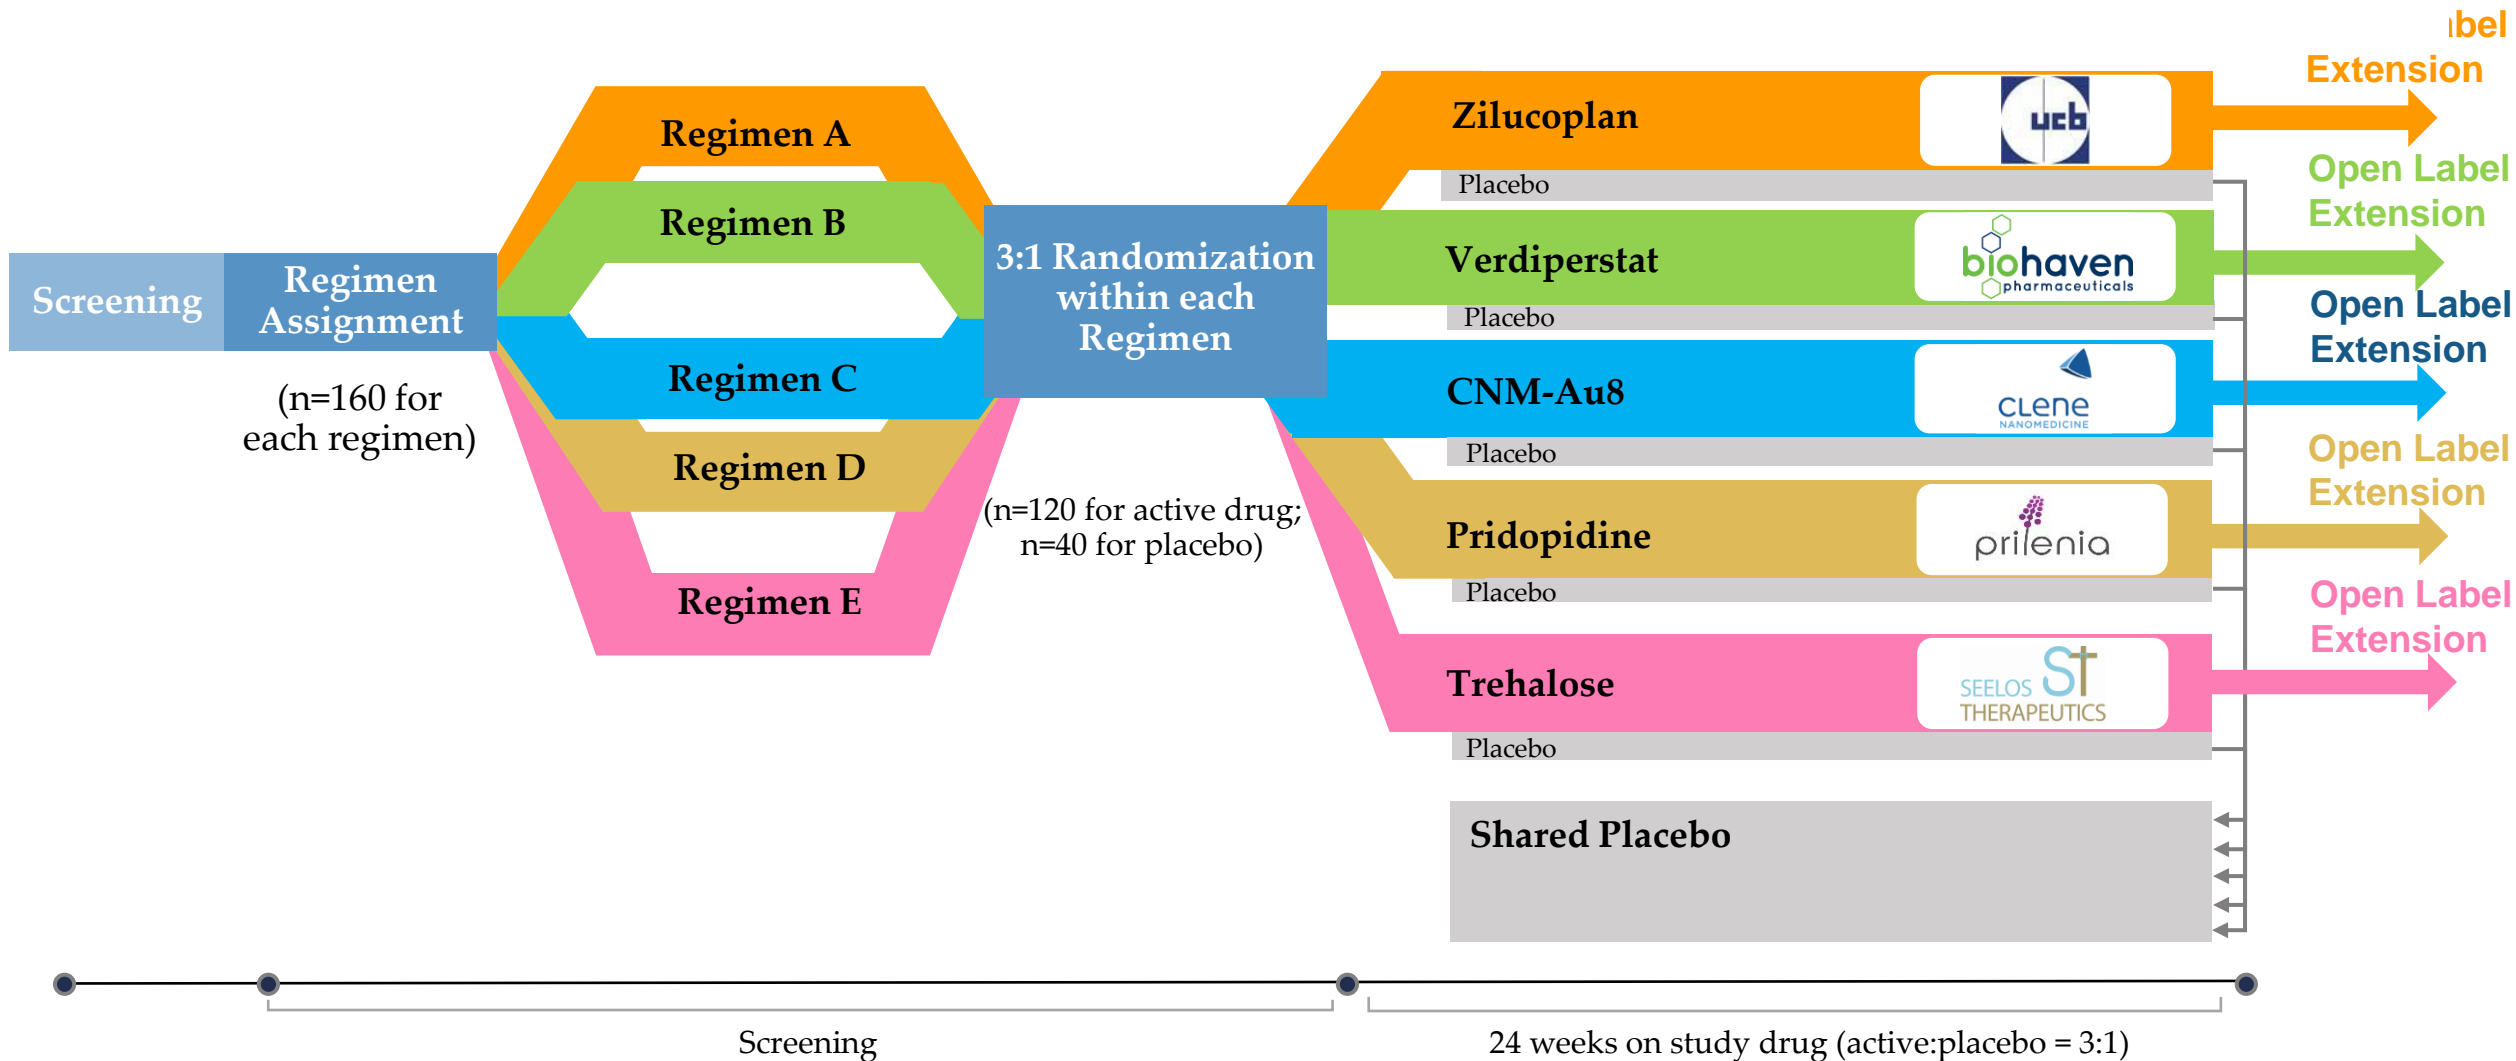 Screening
Regimen
Assignment
(n=160 for
each regimen)
Regimen A
Regimen B
Regimen C
Regimen D
Regimen E
3:1 Randomization
within each
Regimen
(n=120 for active drug;
n=40 for placebo)
Zilucoplan
ucb
Placebo
Verdiperstat
biohaven
pharmaceuticals
Placebo
CNM-Au8
CLENE
NANOMEDICINE
Placebo
Pridopidine
prilenia
Placebo
Trehalose
SEELOS ST
THERAPEUTICS
Placebo
Shared Placebo
Extension
Open Label
Extension
Open Label
Extension
Open Label
Extension
Open Label
Extension
Screening
24 weeks on study drug (active:placebo = 3:1)